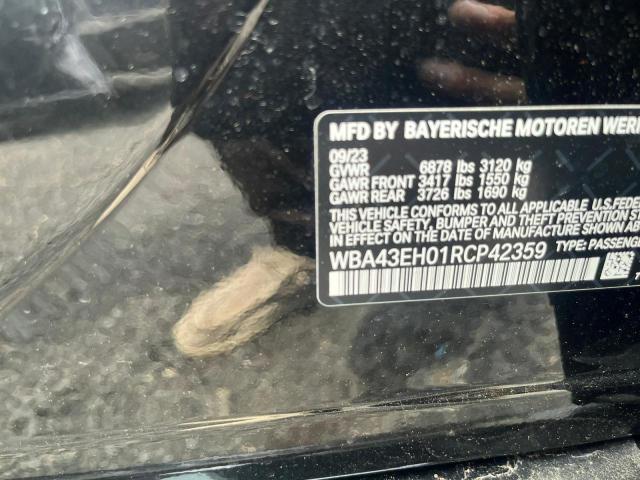 MFD BY BAYERISCHE MOTOREN WER
09/23
GVWR 6878 lbs 3120 kg
GAWR FRONT 3417 lbs 1550 kg
GAWR REAR 3726 lbs 1690 kg
THIS VEHICLE CONFORMS TO ALL APPLICABLE U.S.FEDE
VEHICLE SAFETY, BUMPER AND THEFT PREVENTION S
IN EFFECT ON THE DATE OF MANUFACTURE SHOWN AB
WBA43EH01RCP42359 TYPE: PASSENG